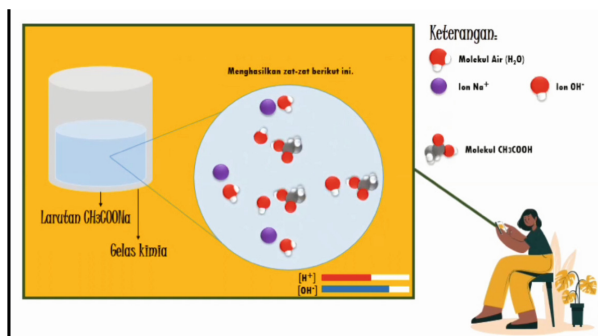 Menghasilkan zat-zat berikut ini.
Larutan CH₃COONa
Gelas kimia
[H⁺]
[OH⁻]
Keterangan:
Molekul Air (H₂O)
Ion Na⁺
Ion OH⁻
Molekul CH3COOH